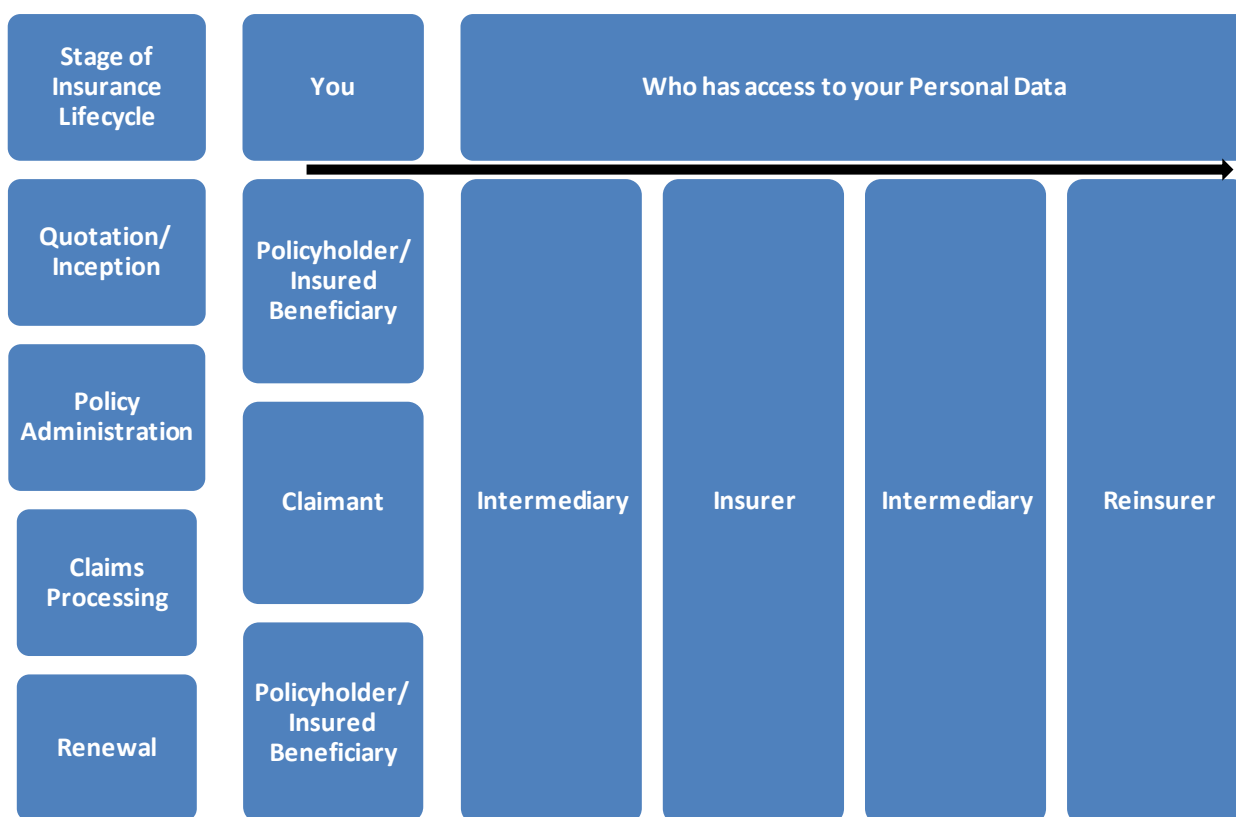 Stage of
Insurance
Lifecycle
You
Who has access to your Personal Data
Quotation/
Inception
Policy
Administration
Claims
Processing
Renewal
Policyholder/
Insured
Beneficiary
Claimant
Policyholder/
Insured
Beneficiary
Intermediary
Insurer
Intermediary
Reinsurer